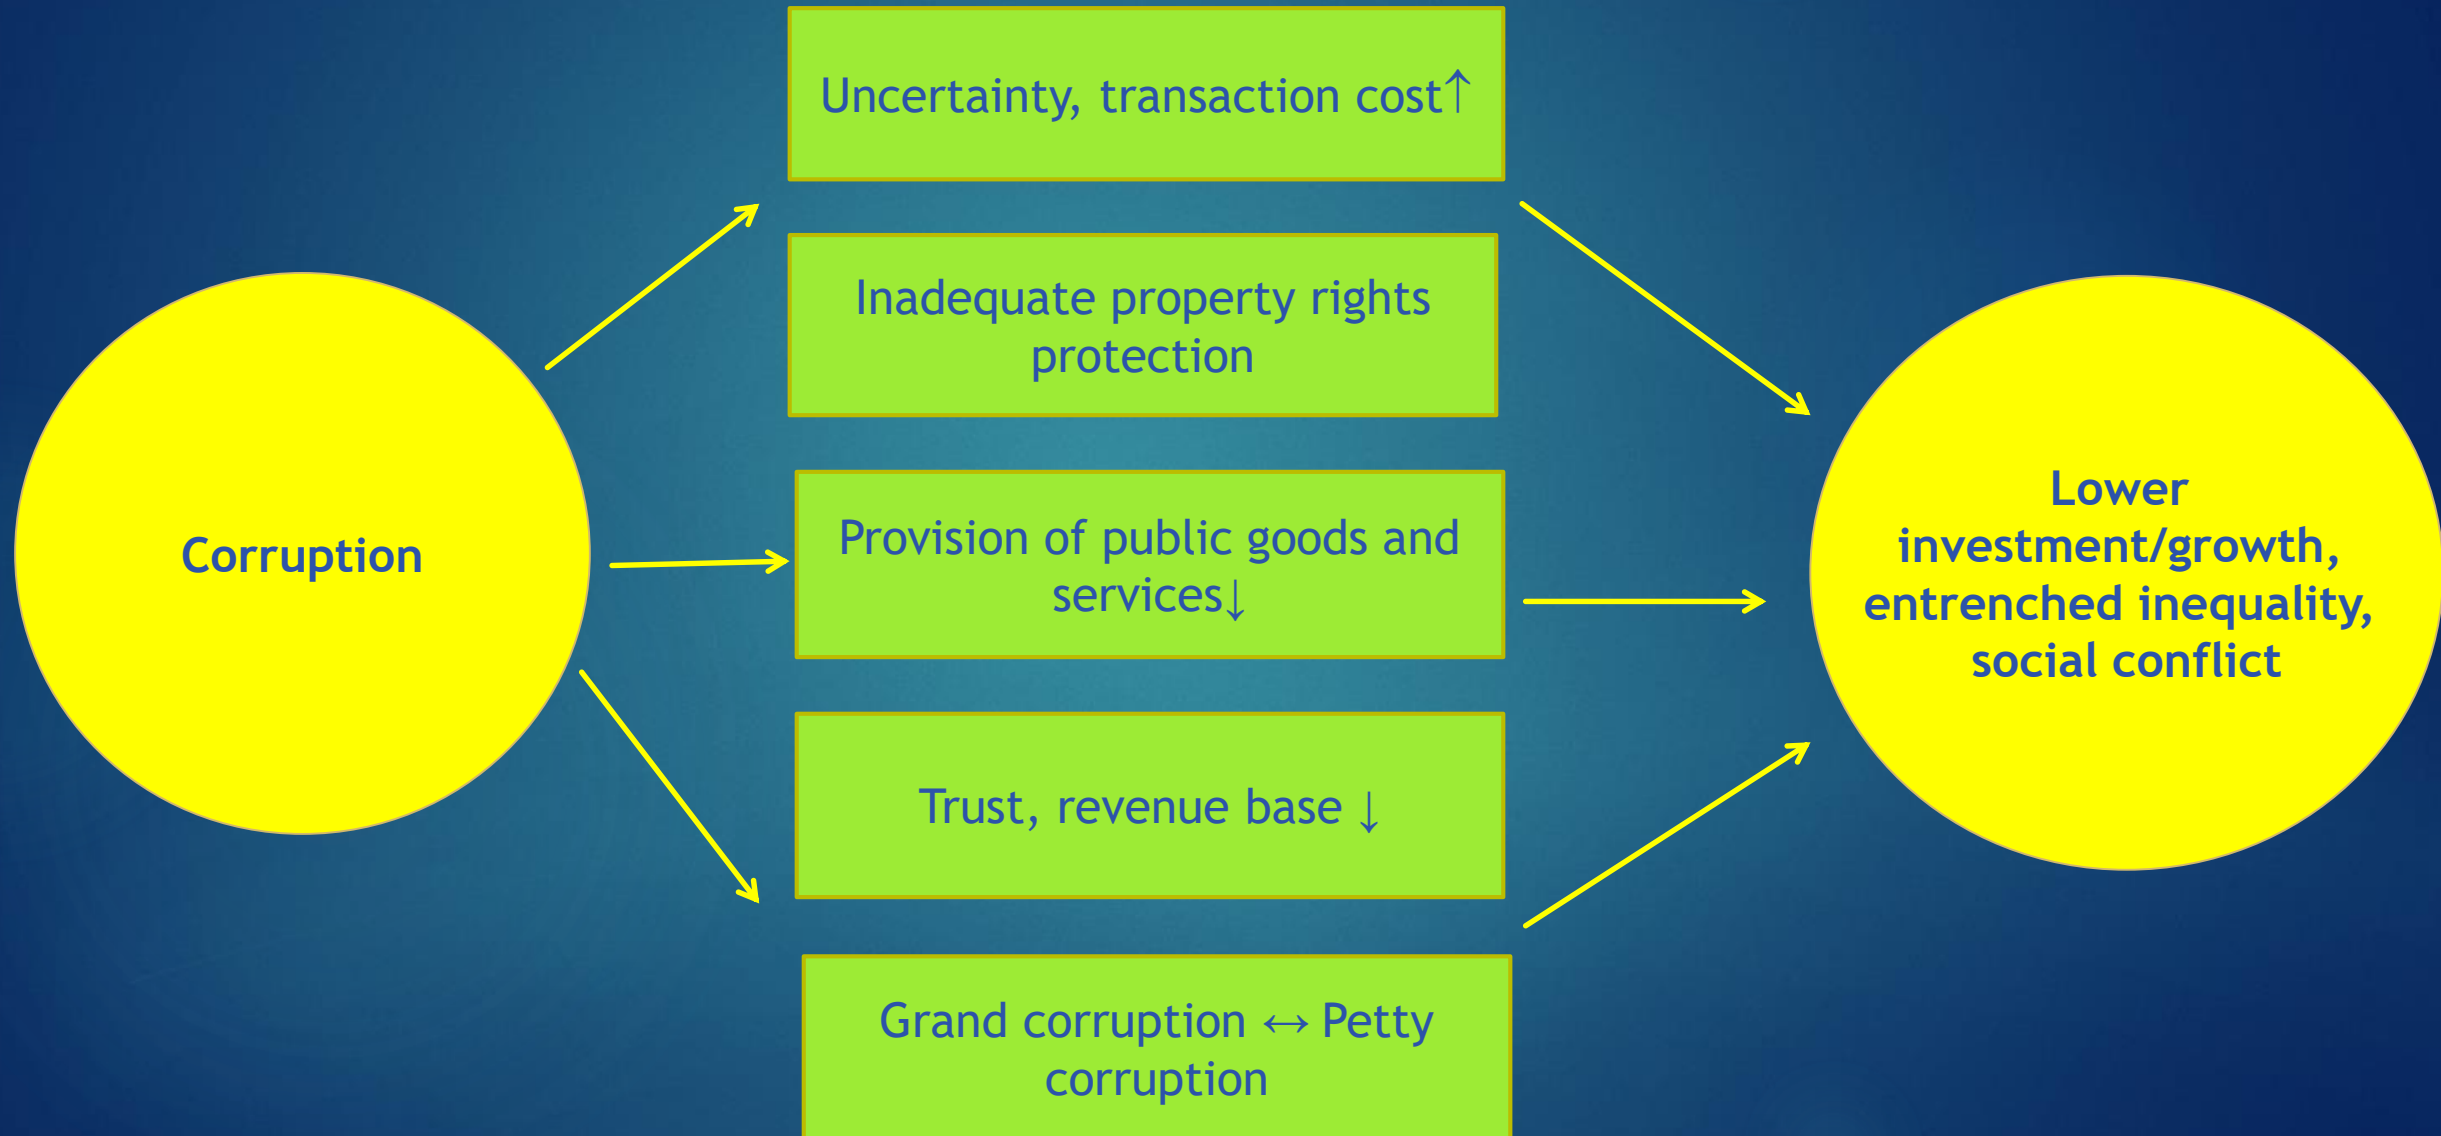 Uncertainty, transaction cost↑
Inadequate property rights
protection
Corruption
Provision of public goods and
services↓
Lower
investment/growth,
entrenched inequality,
social conflict
Trust, revenue base ↓
Grand corruption ↔ Petty
corruption